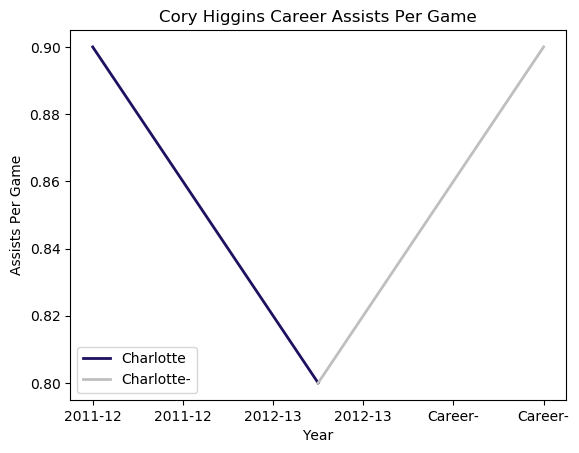 Cory Higgins Career Assists Per Game
0.90
0.88
0.86
0.84
0.82
0.80
Assists Per Game
Charlotte
Charlotte-
2011-12 2011-12 2012-13 2012-13 Career- Career-
Year